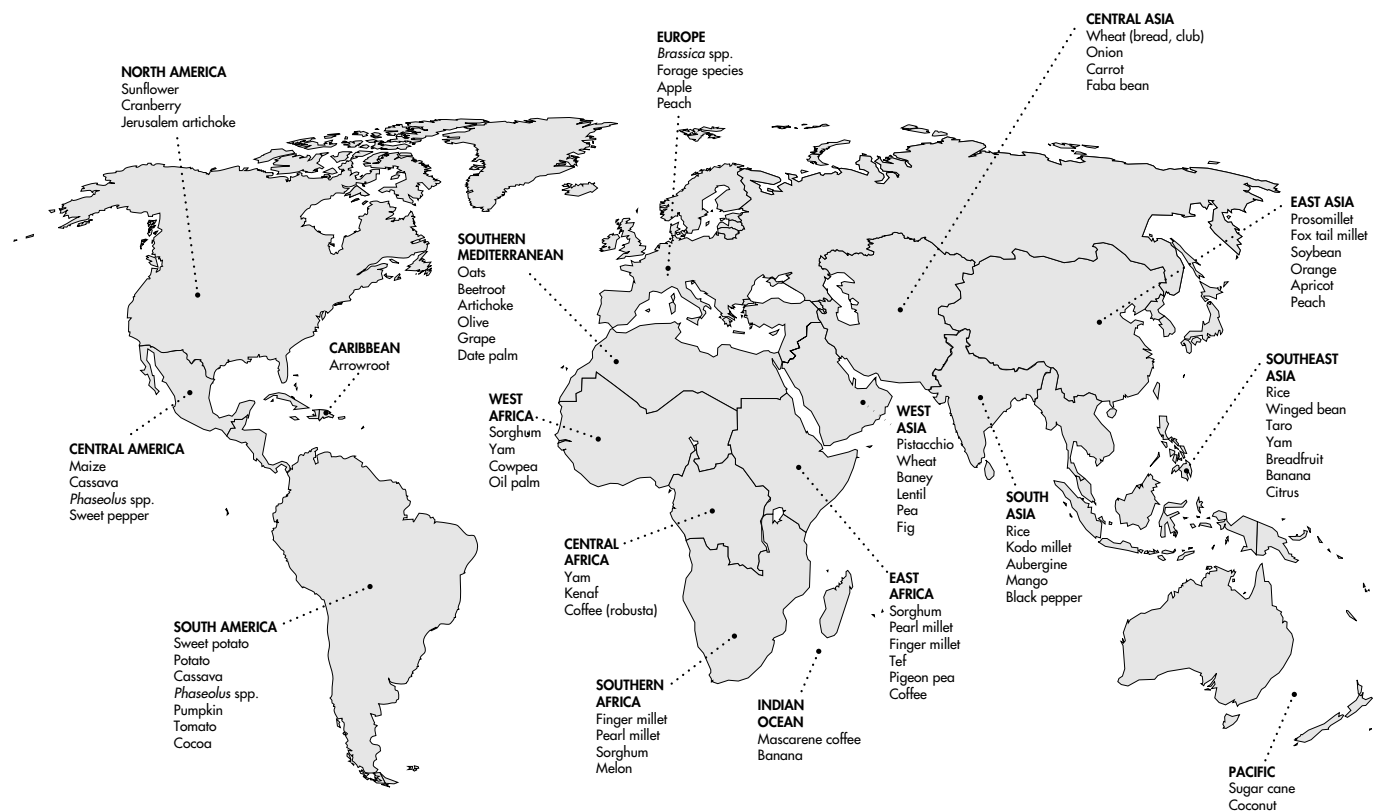 NORTH AMERICA
Sunflower
Cranberry
Jerusalem artichoke
EUROPE
Brassica spp.
Forage species
Apple
Peach
CENTRAL ASIA
Wheat (bread, club)
Onion
Carrot
Faba bean
EAST ASIA
Prosomillet
Fox tail millet
Soybean
Orange
Apricot
Peach
SOUTHERN
MEDITERRANEAN
Oats
Beetroot
Artichoke
Olive
Grape
Date palm
CARIBBEAN
Arrowroot
SOUTHEAST
ASIA
Rice
Winged bean
Taro
Yam
Breadfruit
Banana
Citrus
WEST
AFRICA
Sorghum
Yam
Cowpea
Oil palm
WEST
ASIA
Pistacchio
Wheat
Baney
Lentil
Pea
Fig
CENTRAL AMERICA
Maize
Cassava
Phaseolus spp.
Sweet pepper
SOUTH
ASIA
Rice
Kodo millet
Aubergine
Mango
Black pepper
CENTRAL
AFRICA
Yam
Kenaf
Coffee (robusta)
EAST
AFRICA
Sorghum
Pearl millet
Finger millet
Tef
Pigeon pea
Coffee
SOUTH AMERICA
Sweet potato
Potato
Cassava
Phaseolus spp.
Pumpkin
Tomato
Cocoa
SOUTHERN
AFRICA
Finger millet
Pearl millet
Sorghum
Melon
INDIAN
OCEAN
Mascarene coffee
Banana
PACIFIC
Sugar cane
Coconut